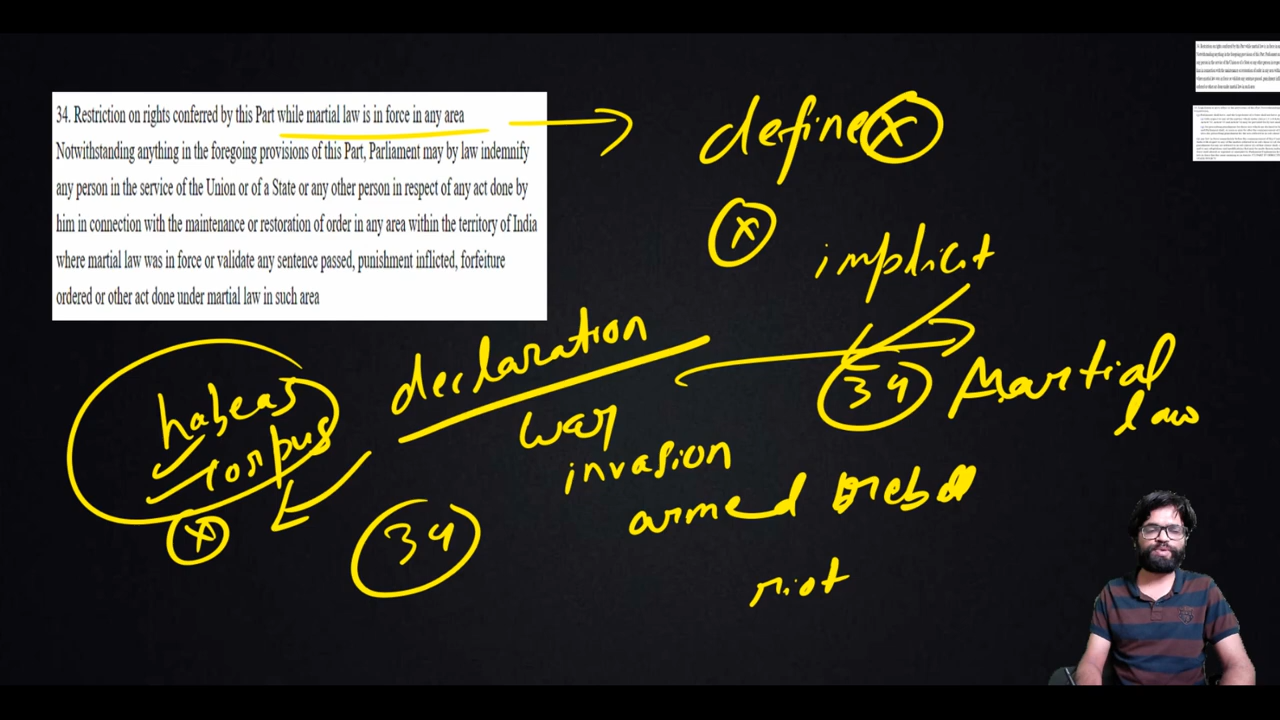 34. Restriction on rights conferred by this Part while martial law is in force in any area
Notwithstanding anything in the foregoing provisions of this Part, Parliament may by law indemnify
any person in the service of the Union or of a State or any other person in respect of any act done by
him in connection with the maintenance or restoration of order in any area within the territory of India
where martial law was in force or validate any sentence passed, punishment inflicted, forfeiture
ordered or other act done under martial law in such area
define x
x
implicit
34 Martial
law
declaration
war
invasion
armed rebell
riot
habeas
corpus
x
34